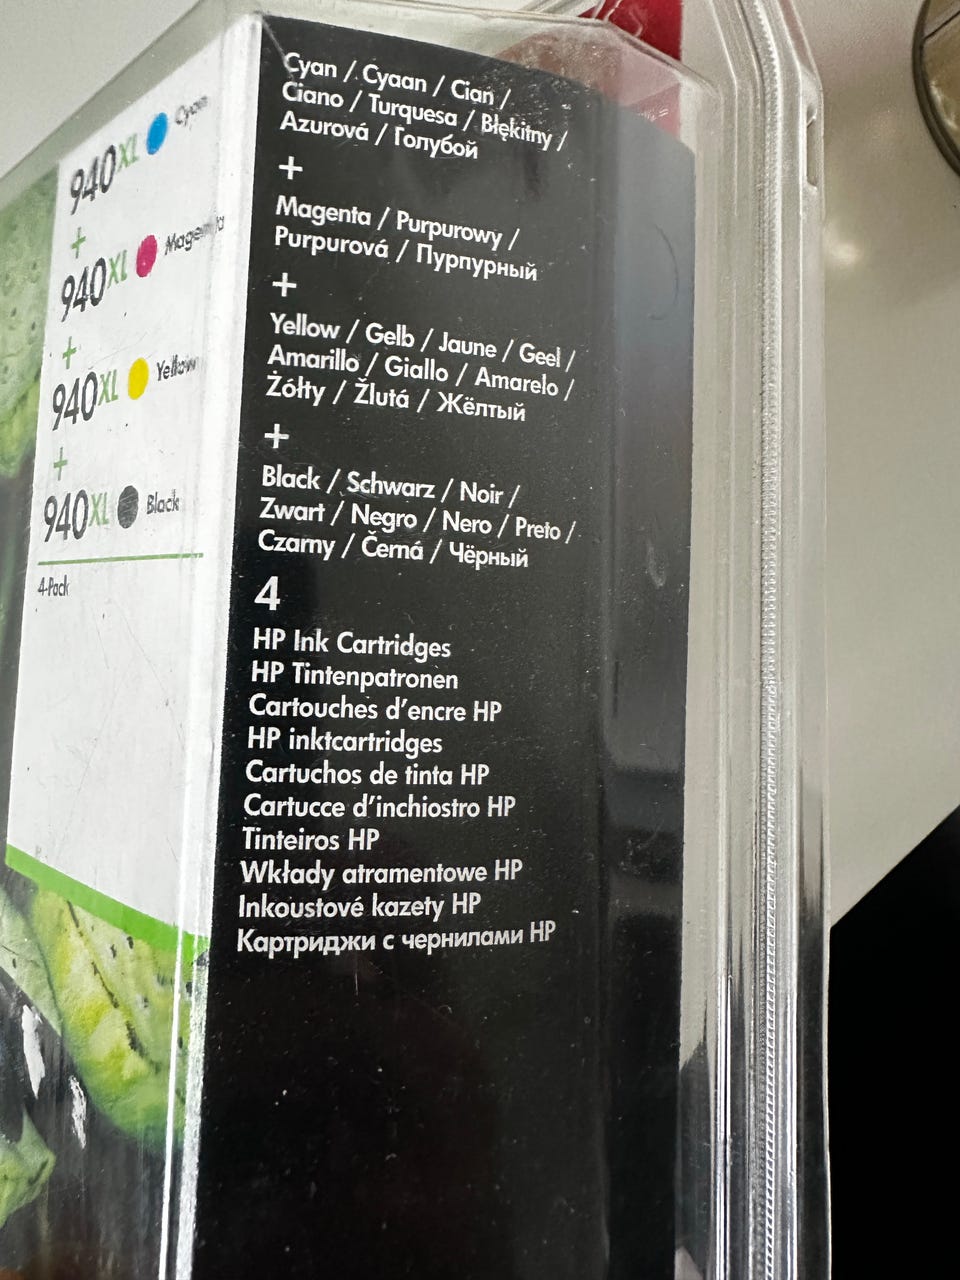 940XL Cyan
+
940XL Magenta
+
940XL Yellow
+
940XL Black
4-Pack
Cyan / Cyaan / Cian /
Ciano / Turquesa / Błękitny /
Azurová / Голубой
+
Magenta / Purpurowy /
Purpurová / Пурпурный
+
Yellow / Gelb / Jaune / Geel /
Amarillo / Giallo / Amarelo /
Żółty / Žlutá / Жёлтый
+
Black / Schwarz / Noir /
Zwart / Negro / Nero / Preto /
Czarny / Černá / Чёрный
4
HP Ink Cartridges
HP Tintenpatronen
Cartouches d'encre HP
HP inktcartridges
Cartuchos de tinta HP
Cartucce d'inchiostro HP
Tinteiros HP
Wkłady atramentowe HP
Inkoustové kazety HP
Картриджи с чернилами HP